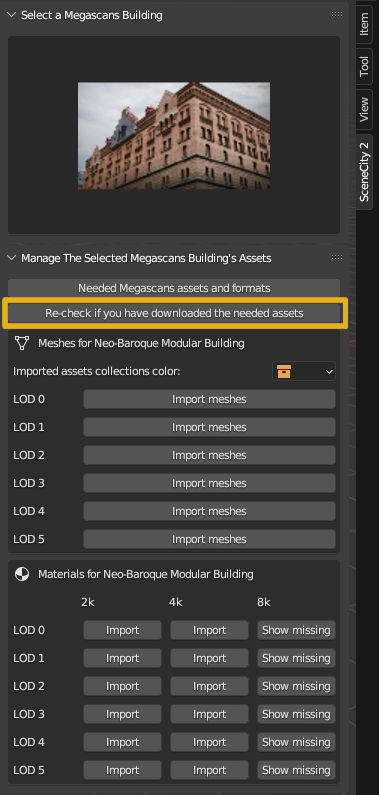 Select a Megascans Building
Item
Tool
View
SceneCity 2
Manage The Selected Megascans Building's Assets
Needed Megascans assets and formats
Re-check if you have downloaded the needed assets
Meshes for Neo-Baroque Modular Building
Imported assets collections color:
LOD 0 Import meshes
LOD 1 Import meshes
LOD 2 Import meshes
LOD 3 Import meshes
LOD 4 Import meshes
LOD 5 Import meshes
Materials for Neo-Baroque Modular Building
2k 4k 8k
LOD 0 Import Import Show missing
LOD 1 Import Import Show missing
LOD 2 Import Import Show missing
LOD 3 Import Import Show missing
LOD 4 Import Import Show missing
LOD 5 Import Import Show missing